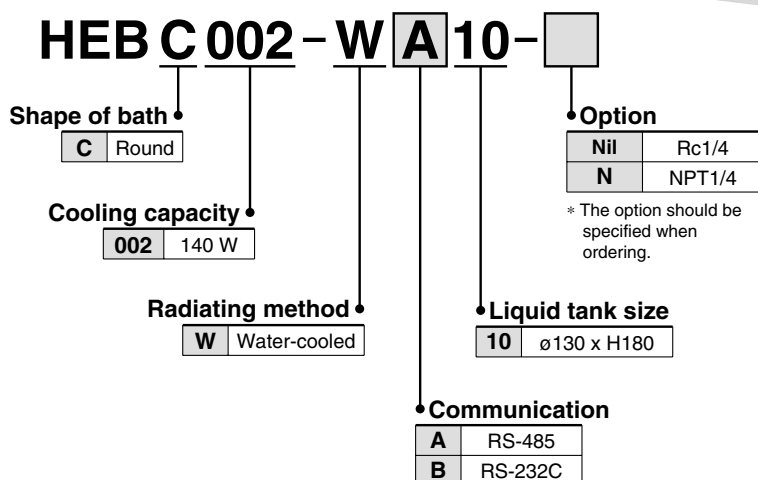 HEB C 002 - W A 10 -
Shape of bath
C Round
Cooling capacity
002 140 W
Radiating method
W Water-cooled
Option
Nil Rc1/4
N NPT1/4
* The option should be
specified when
ordering.
Liquid tank size
10 ø130 x H180
Communication
A RS-485
B RS-232C